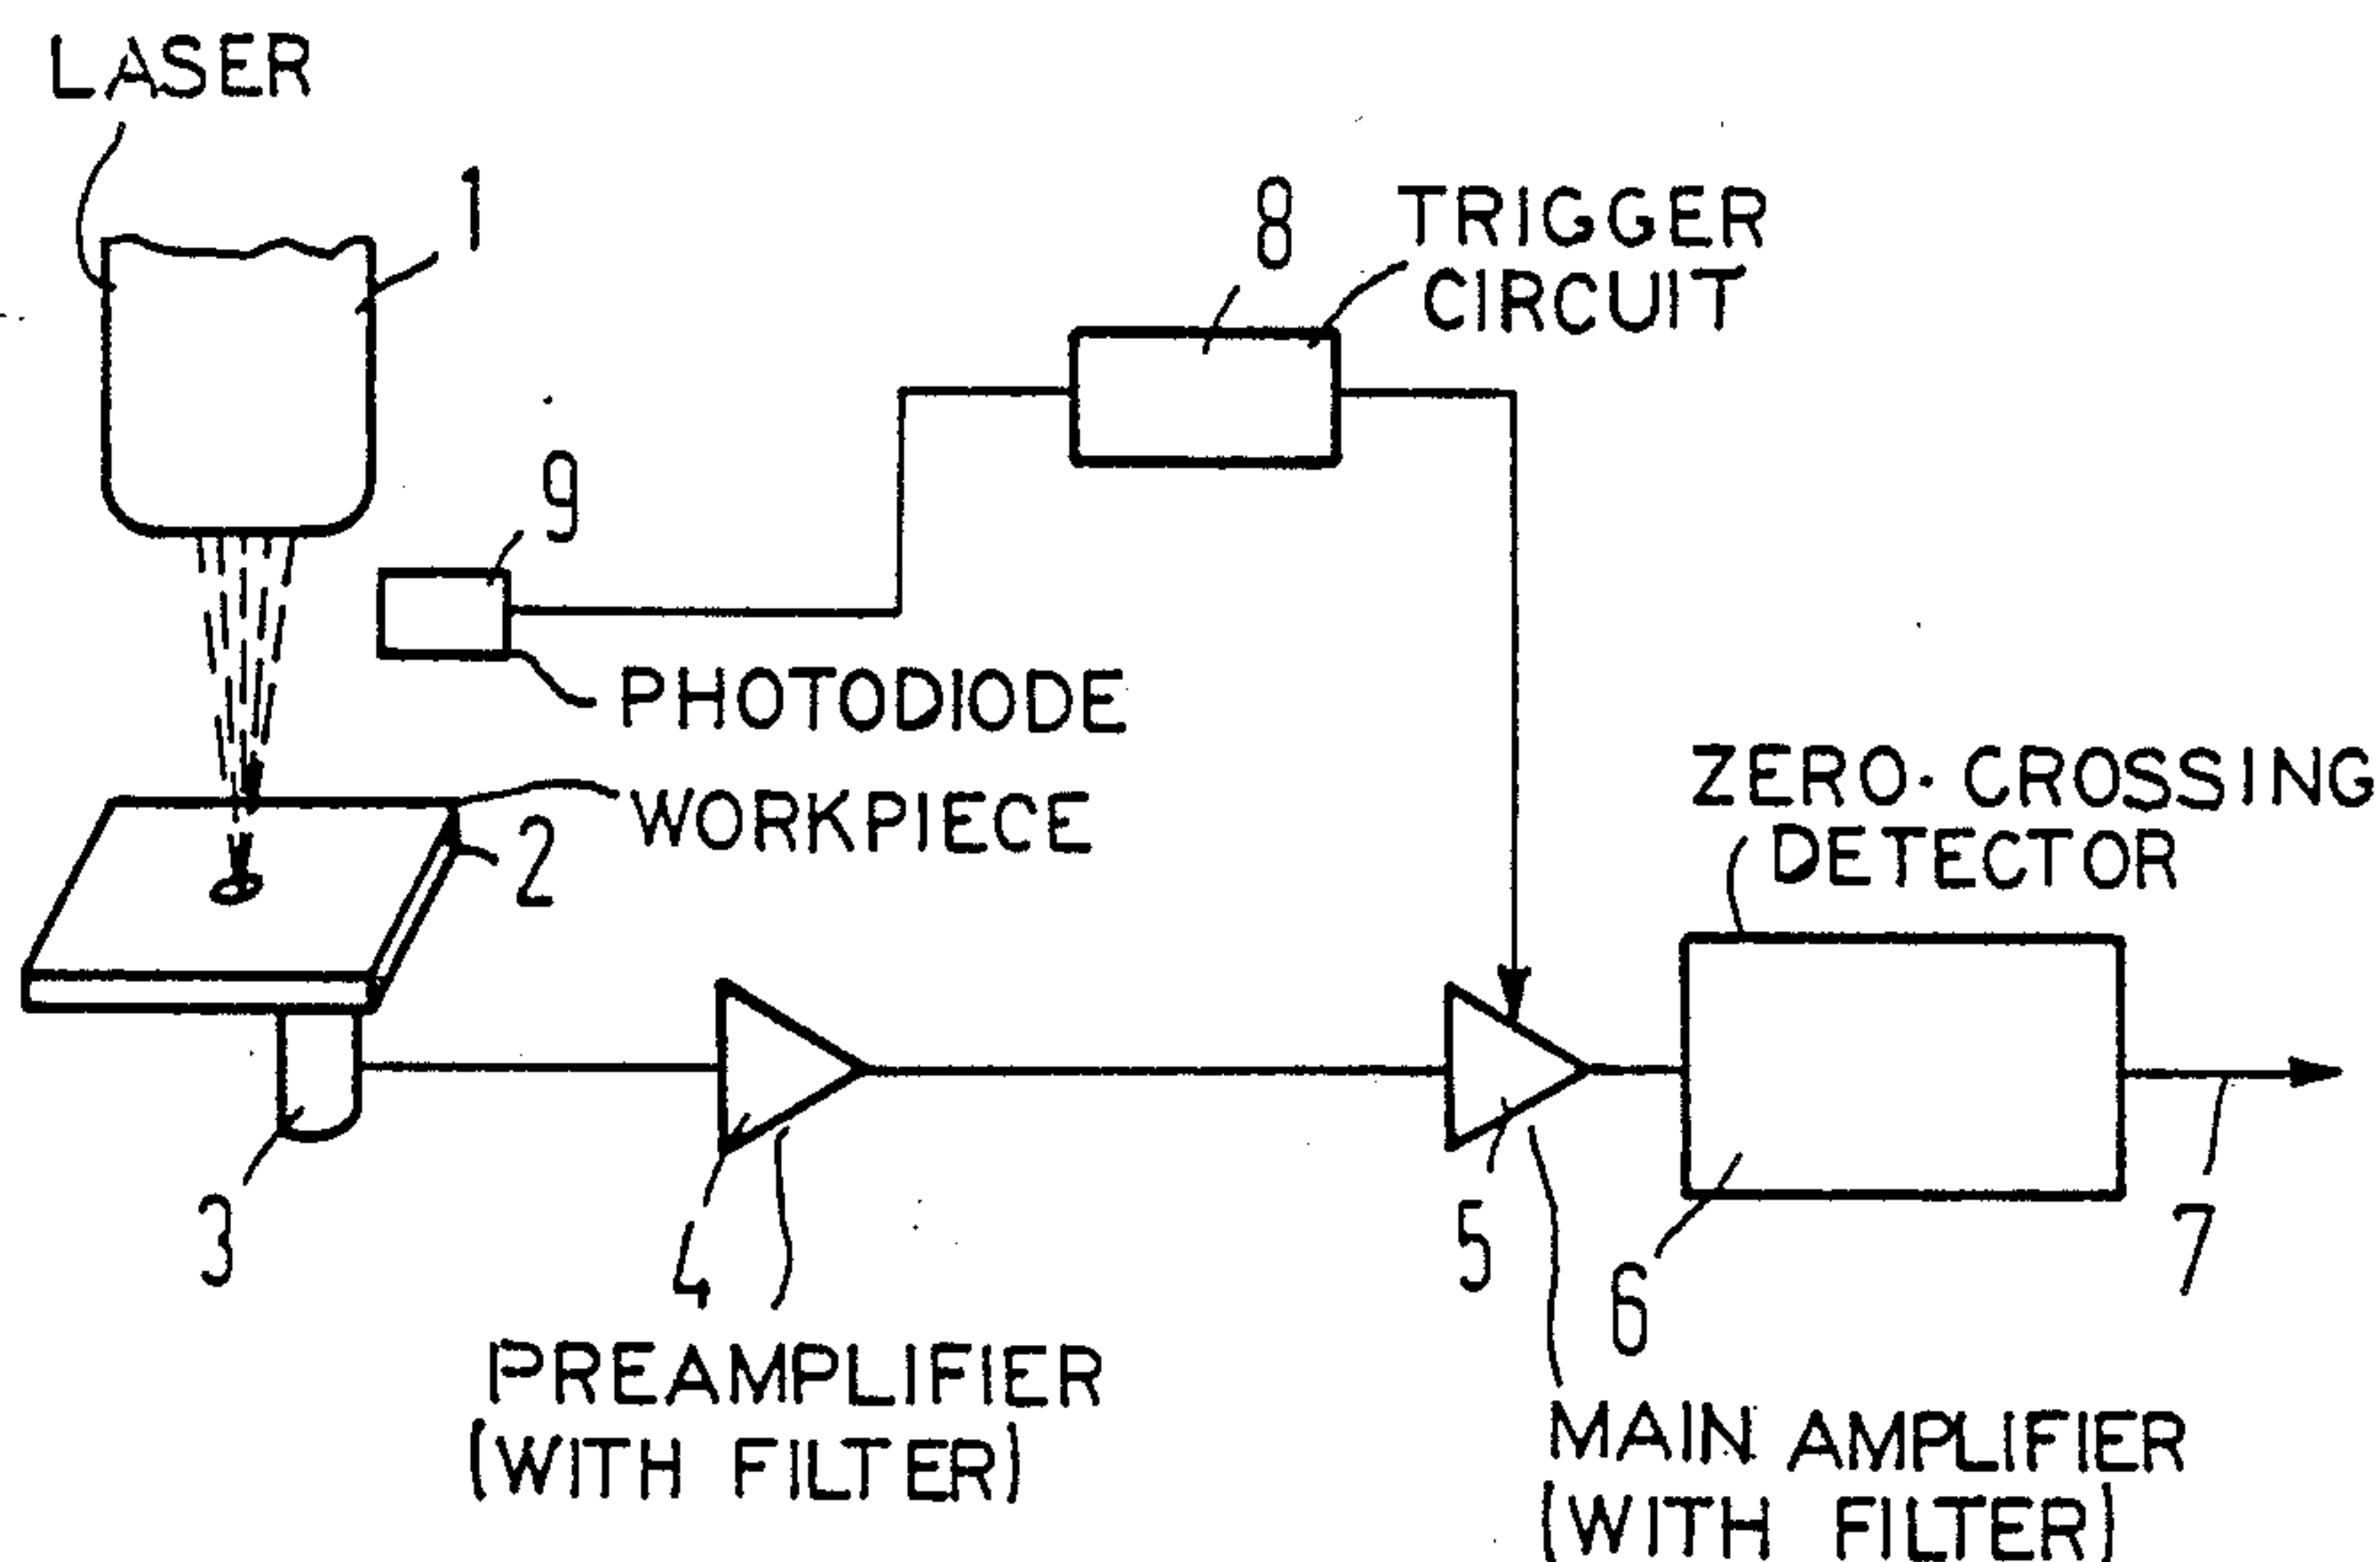 LASER
1
8
TRIGGER
CIRCUIT
9
PHOTODIODE
WORKPIECE
2
ZERO. CROSSING
DETECTOR
3
4
5
6
7
PREAMPLIFIER
(WITH FILTER)
MAIN AMPLIFIER
(WITH FILTER)